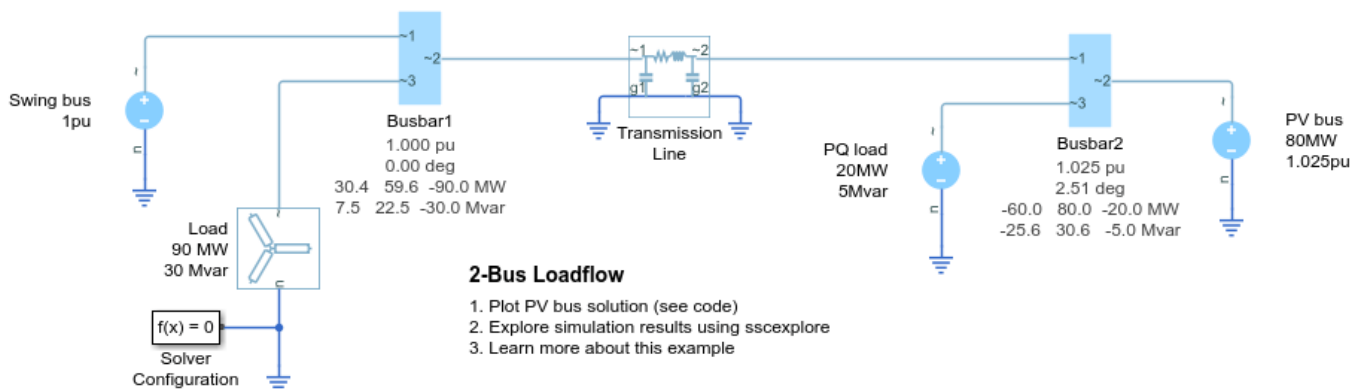 Swing bus
1pu
~
n
~1
~2
~3
Busbar1
1.000 pu
0.00 deg
30.4 59.6 -90.0 MW
7.5 22.5 -30.0 Mvar
Load
90 MW
30 Mvar
~
n
f(x) = 0
Solver
Configuration
~1
~2
g1
g2
Transmission
Line
2-Bus Loadflow
1. Plot PV bus solution (see code)
2. Explore simulation results using sscexplore
3. Learn more about this example
PQ load
20MW
5Mvar
~
n
~1
~2
~3
Busbar2
1.025 pu
2.51 deg
-60.0 80.0 -20.0 MW
-25.6 30.6 -5.0 Mvar
~
n
PV bus
80MW
1.025pu